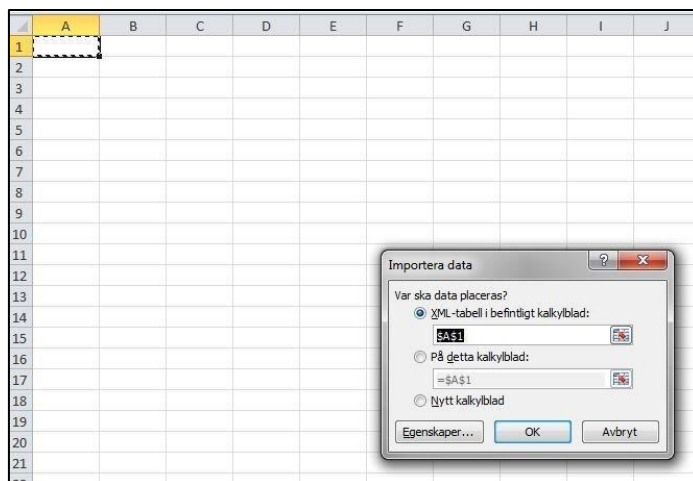 A B C D E F G H I J
1
2
3
4
5
6
7
8
9
10
11
12
13
14
15
16
17
18
19
20
21
Importera data
?
Var ska data placeras?
XML-tabell i befintligt kalkylblad:
$A$1
På detta kalkylblad:
=$A$1
Nytt kalkylblad
Egenskaper... OK Avbryt